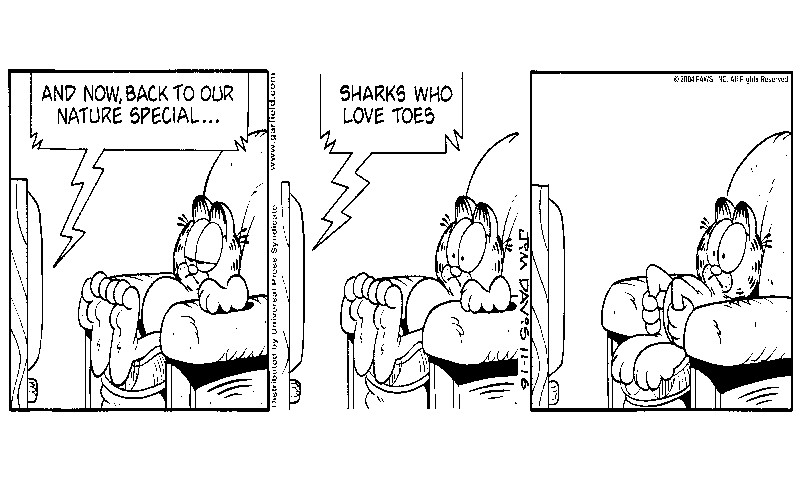 AND NOW, BACK TO OUR
NATURE SPECIAL...
www.garfield.com
Distributed by Universal Press Syndicate
SHARKS WHO
LOVE TOES
JIM DAVIS 11-16
© 2004 PAWS, INC. All Rights Reserved